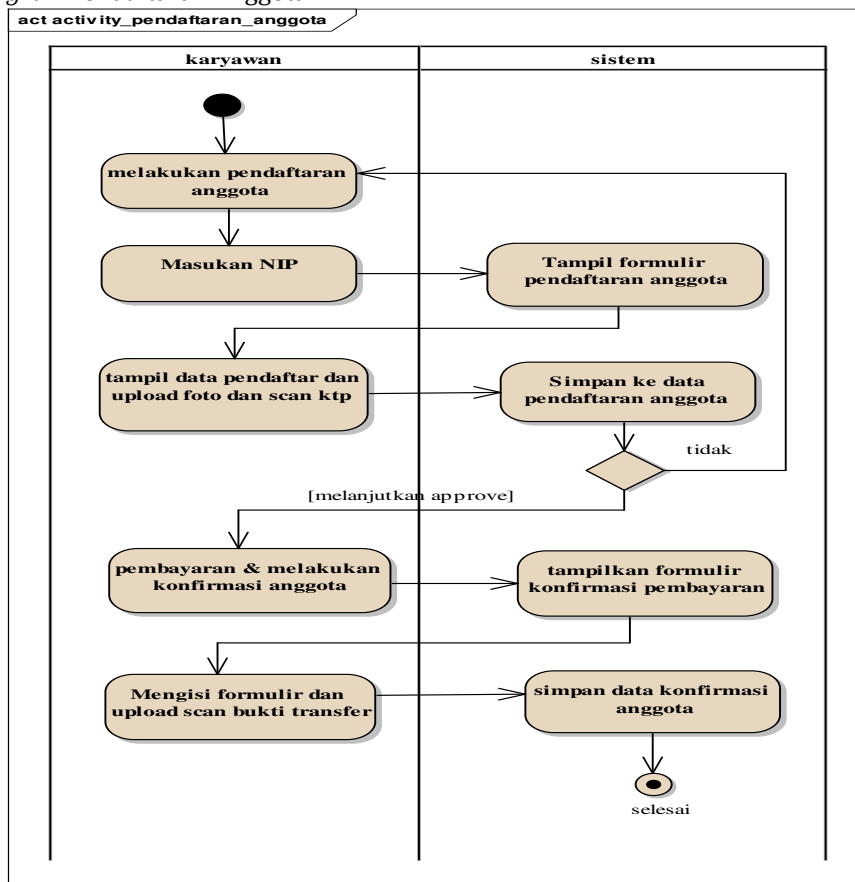 act activity_pendaftaran_anggota
karyawan
sistem
melakukan pendaftaran
anggota
Masukan NIP
Tampil formulir
pendaftaran anggota
tampil data pendaftar dan
upload foto dan scan ktp
Simpan ke data
pendaftaran anggota
tidak
[melanjutkan approve]
pembayaran & melakukan
konfirmasi anggota
tampilkan formulir
konfirmasi pembayaran
Mengisi formulir dan
upload scan bukti transfer
simpan data konfirmasi
anggota
selesai